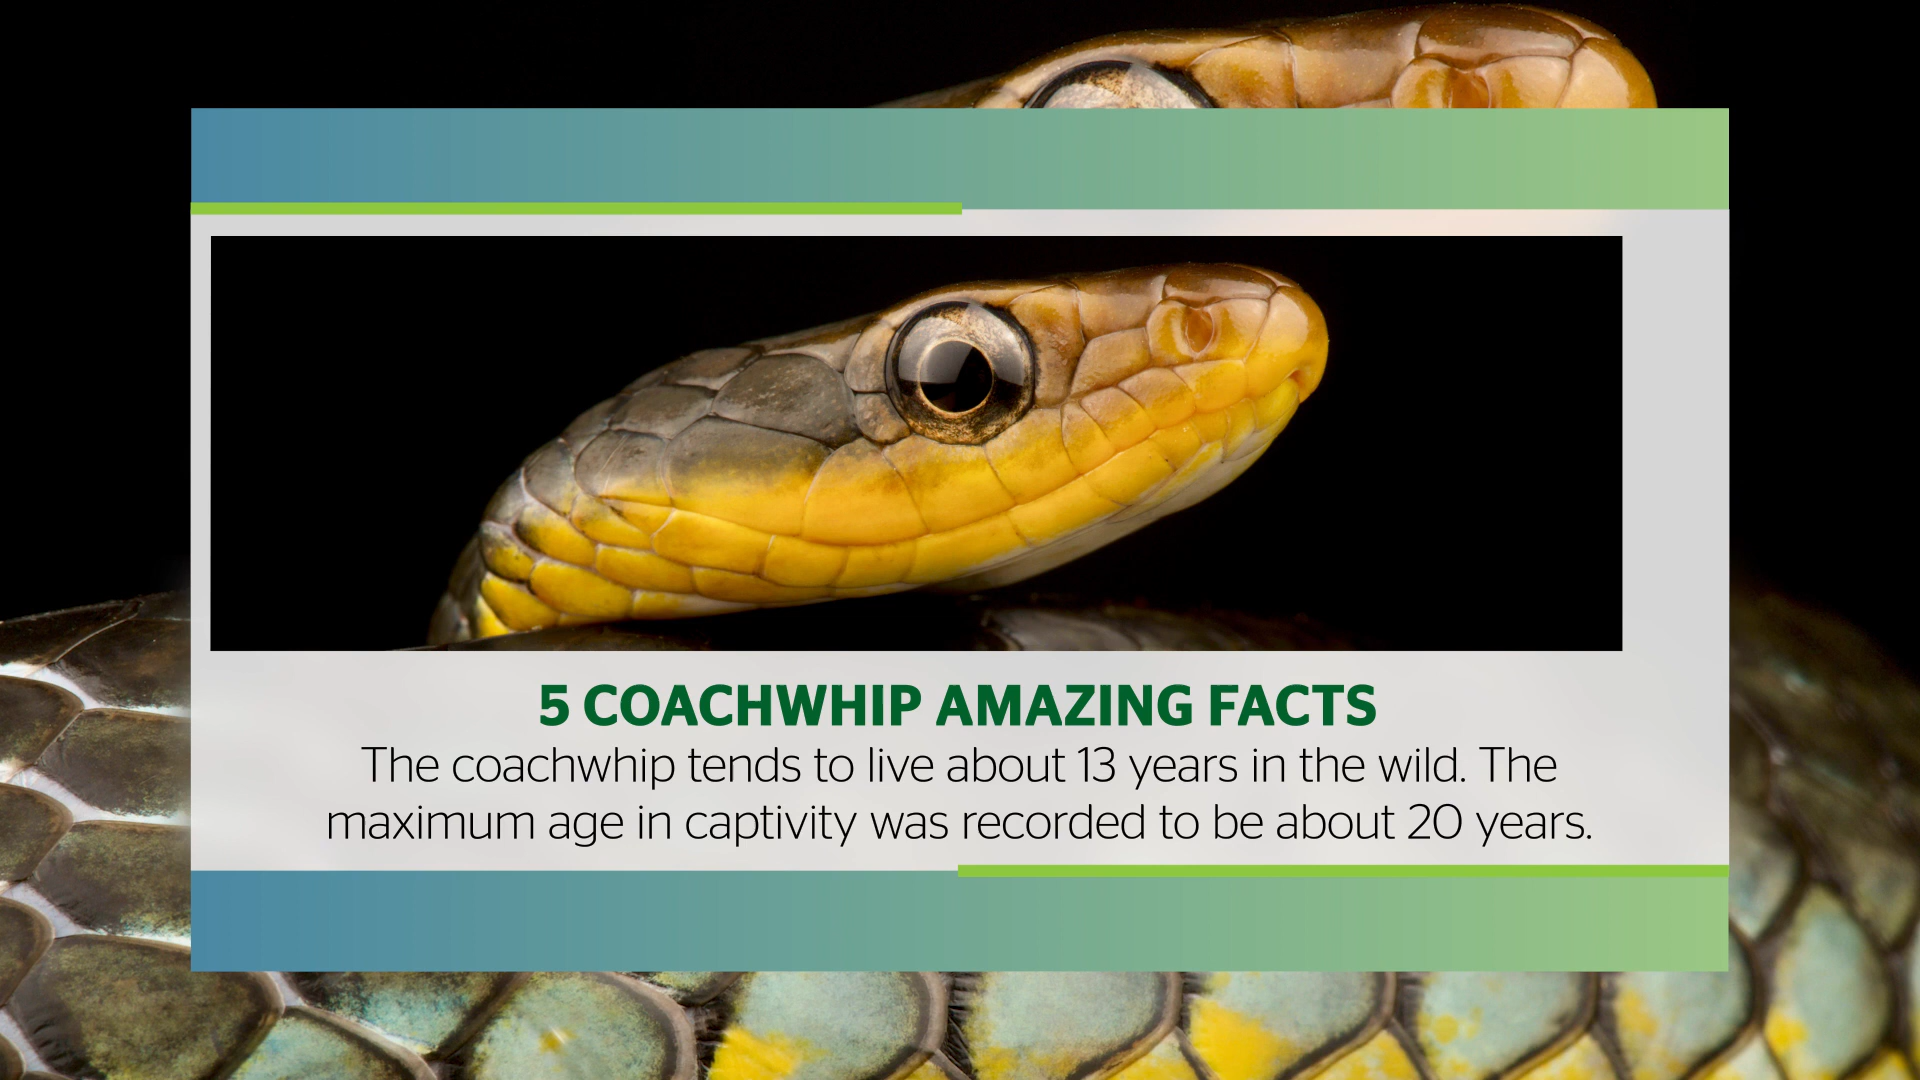 5 COACHWHIP AMAZING FACTS
The coachwhip tends to live about 13 years in the wild. The
maximum age in captivity was recorded to be about 20 years.